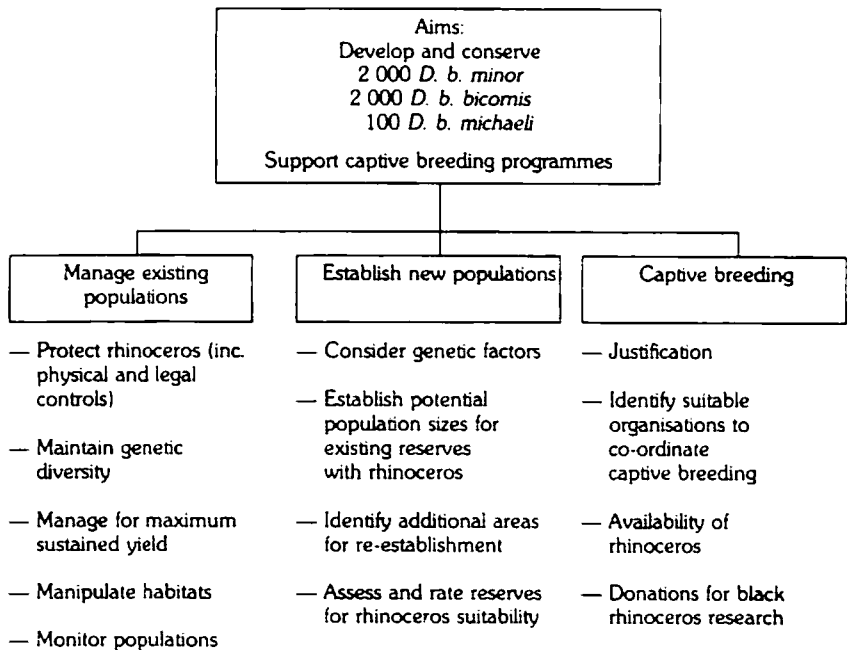 Aims:
Develop and conserve
2 000 D. b. minor
2 000 D. b. bicornis
100 D. b. michaeli
Support captive breeding programmes
Manage existing
populations
— Protect rhinoceros (inc.
physical and legal
controls)
— Maintain genetic
diversity
— Manage for maximum
sustained yield
— Manipulate habitats
— Monitor populations
Establish new populations
— Consider genetic factors
— Establish potential
population sizes for
existing reserves
with rhinoceros
— Identify additional areas
for re-establishment
— Assess and rate reserves
for rhinoceros suitability
Captive breeding
— Justification
— Identify suitable
organisations to
co-ordinate
captive breeding
— Availability of
rhinoceros
— Donations for black
rhinoceros research